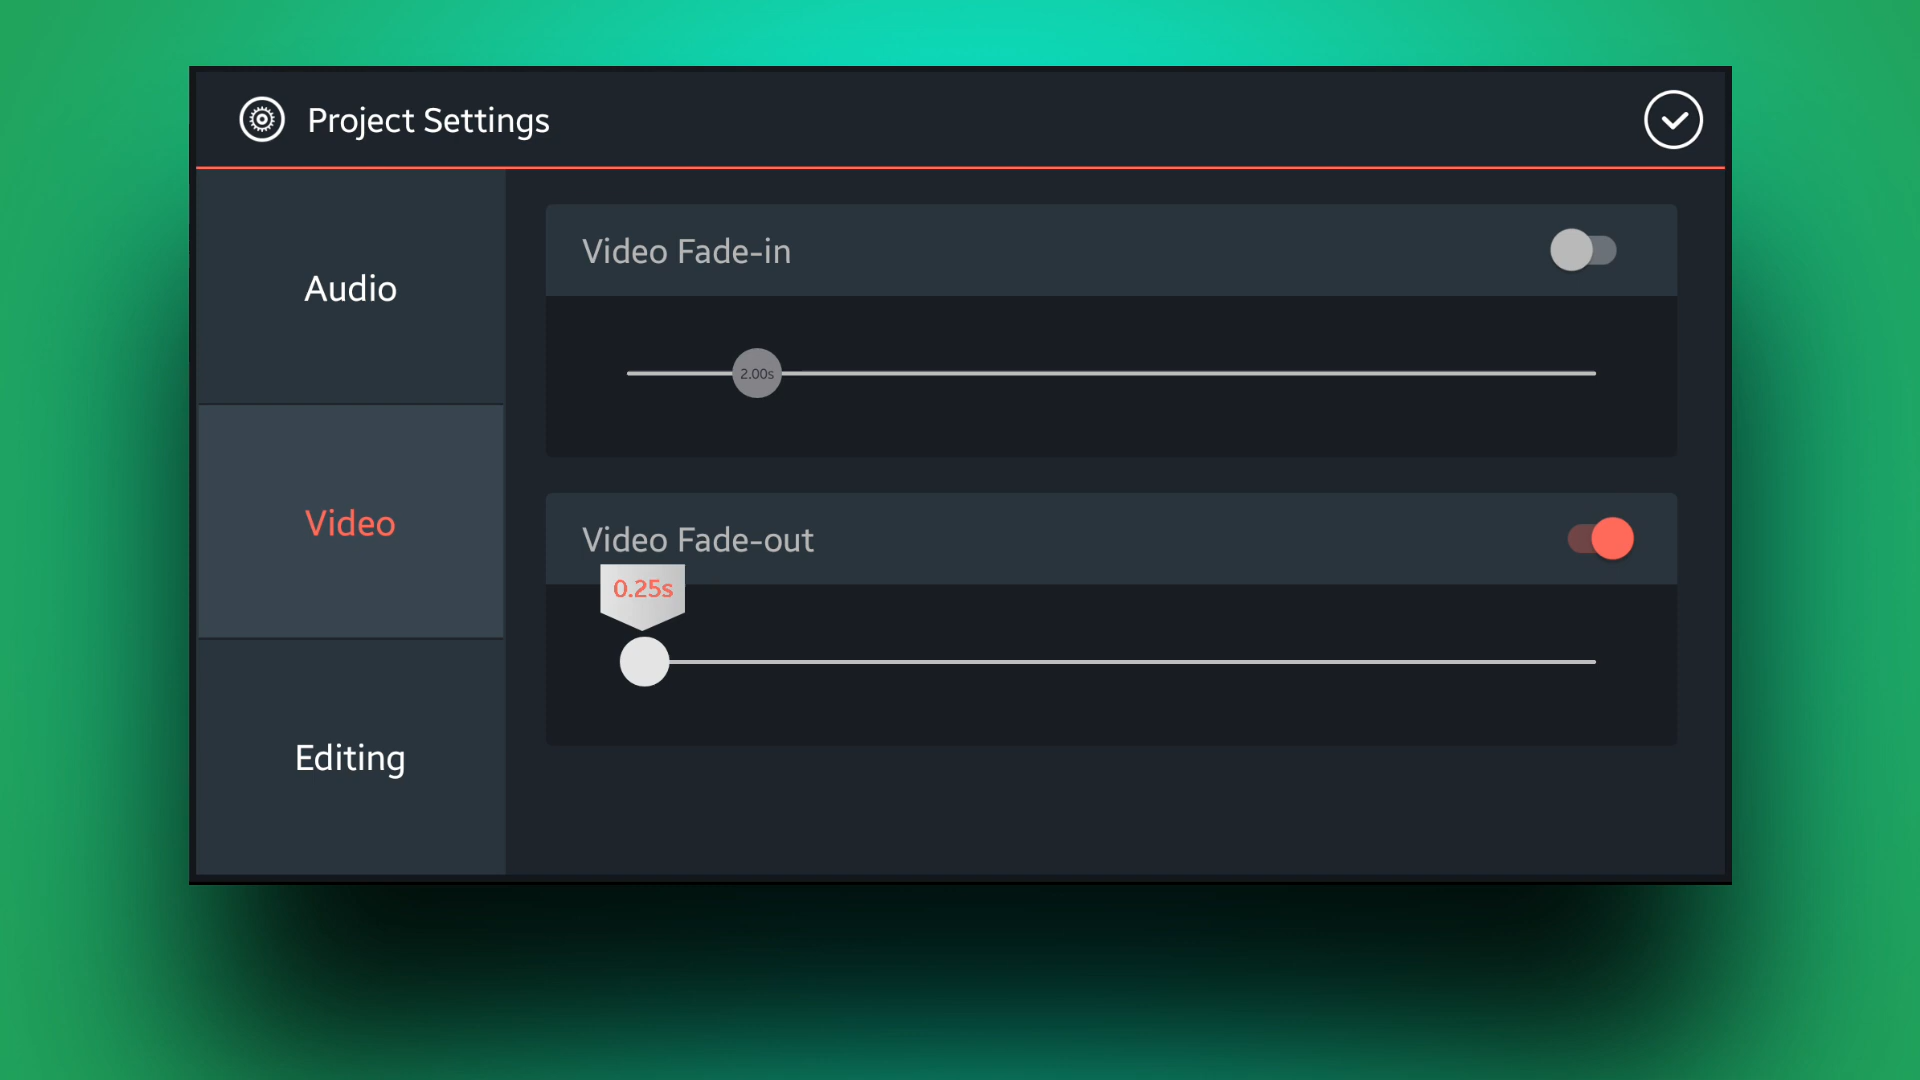 Project Settings
Audio
Video
Editing
Video Fade-in
2.00s
Video Fade-out
0.25s